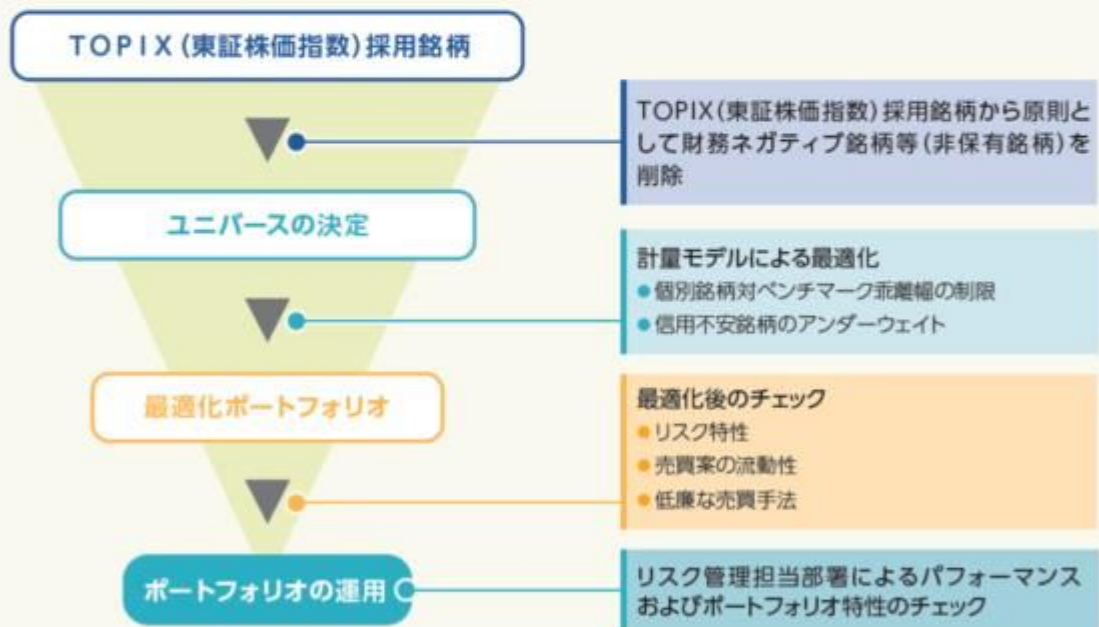 TOPIX(東証株価指数)採用銘柄
TOPIX(東証株価指数)採用銘柄から原則と
して財務ネガティブ銘柄等(非保有銘柄)を
削除
ユニバースの決定
計量モデルによる最適化
●個別銘柄対ベンチマーク乖離幅の制限
●信用不安銘柄のアンダーウェイト
最適化ポートフォリオ
最適化後のチェック
●リスク特性
●売買案の流動性
●低廉な売買手法
ポートフォリオの運用
リスク管理担当部署によるパフォーマンス
およびポートフォリオ特性のチェック